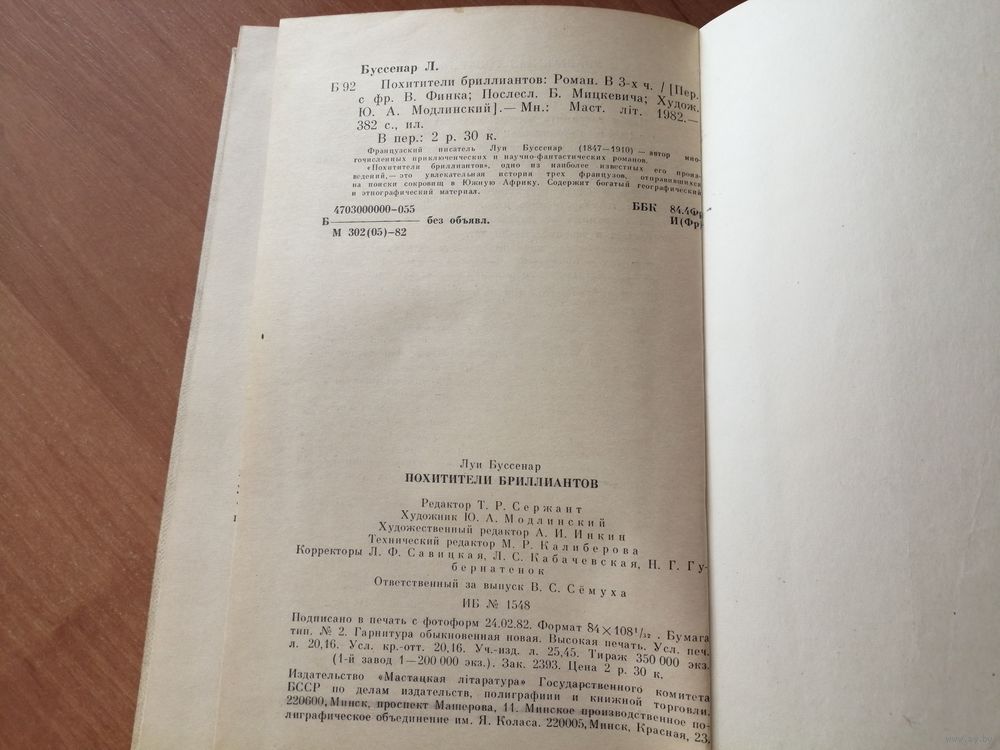 Буссенар Л.
Б 92 Похитители бриллиантов: Роман. В 3-х ч. / [Пер.
с фр. В. Финка; Послесл. Б. Мицкевича; Худож.
Ю. А. Модлинский].— Мн.: Маст. літ. 1982.—
382 с., ил.
В пер.: 2 р. 30 к.
Французский писатель Луи Буссенар (1847—1910) — автор мно-
гочисленных приключенческих и научно-фантастических романов.
«Похитители бриллиантов», одно из наиболее известных его произ-
ведений,— это увлекательная история трех французов, отправившихся
на поиски сокровищ в Южную Африку. Содержит богатый географический
и этнографический материал.
4703000000-055
Б без объявл.
М 302(05)-82
ББК 84.4Фр
И(Фр)
Луи Буссенар
ПОХИТИТЕЛИ БРИЛЛИАНТОВ
Редактор Т. Р. Сержант
Художник Ю. А. Модлинский
Художественный редактор А. И. Инкин
Технический редактор М. Р. Калиберова
Корректоры Л. Ф. Савицкая, Л. С. Кабачевская, Н. Г. Гу-
бернатенок
Ответственный за выпуск В. С. Сёмуха
ИБ № 1548
Подписано в печать с фотоформ 24.02.82. Формат 84×108¹/₃₂. Бумага
тип. № 2. Гарнитура обыкновенная новая. Высокая печать. Усл. печ.
л. 20,16. Усл. кр.-отт. 20,16. Уч.-изд. л. 25,45. Тираж 350 000 экз.
(1-й завод 1—200 000 экз.). Зак. 2393. Цена 2 р. 30 к.
Издательство «Мастацкая літаратура» Государственного комитета
БССР по делам издательств, полиграфии и книжной торговли.
220600, Минск, проспект Машерова, 11. Минское производственное по-
лиграфическое объединение им. Я. Коласа. 220005, Минск, Красная, 23.